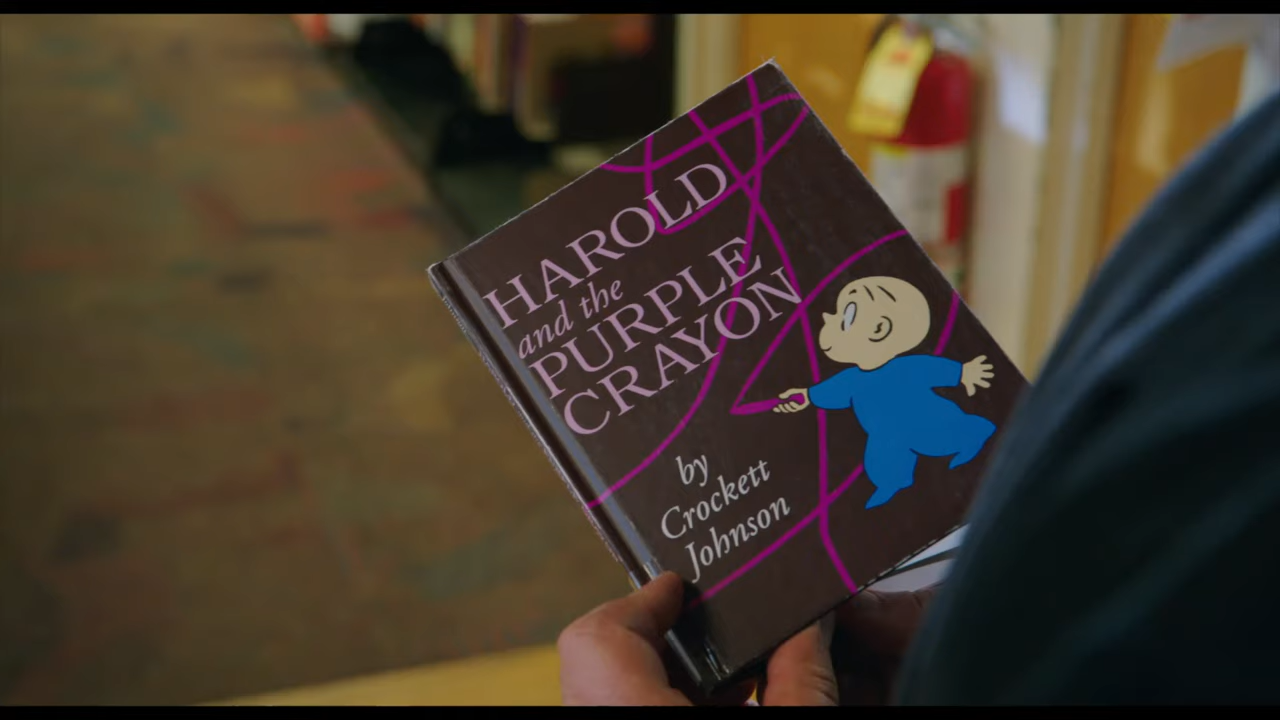 HAROLD
and the
PURPLE
CRAYON
by
Crockett
Johnson